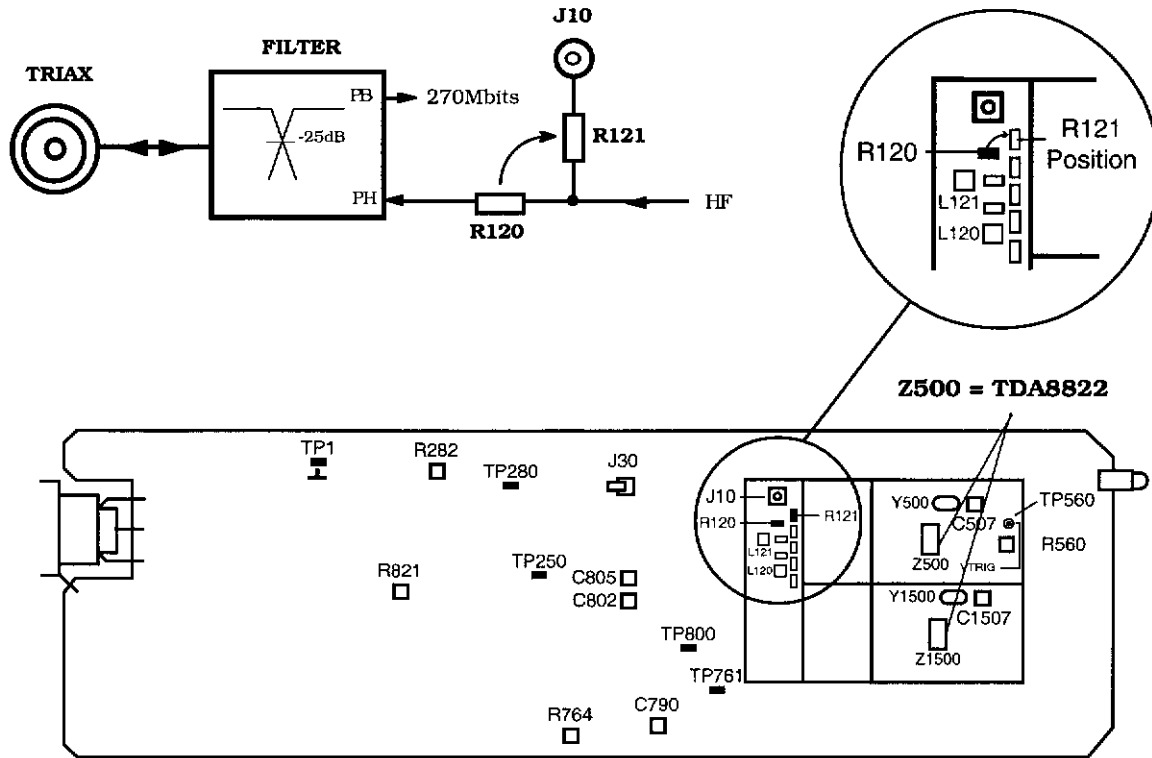 J10
FILTER
TRIAX
PB
270Mbits
-25dB
R121
PH
HF
R120
R120
R121
Position
L121
L120
Z500 = TDA8822
TP1
R282
TP280
J30
J10
R120
R121
L121
L120
Y500
C507
TP560
Z500
VTRIG
R560
R821
TP250
C805
C802
Y1500
C1507
Z1500
TP800
TP761
R764
C790